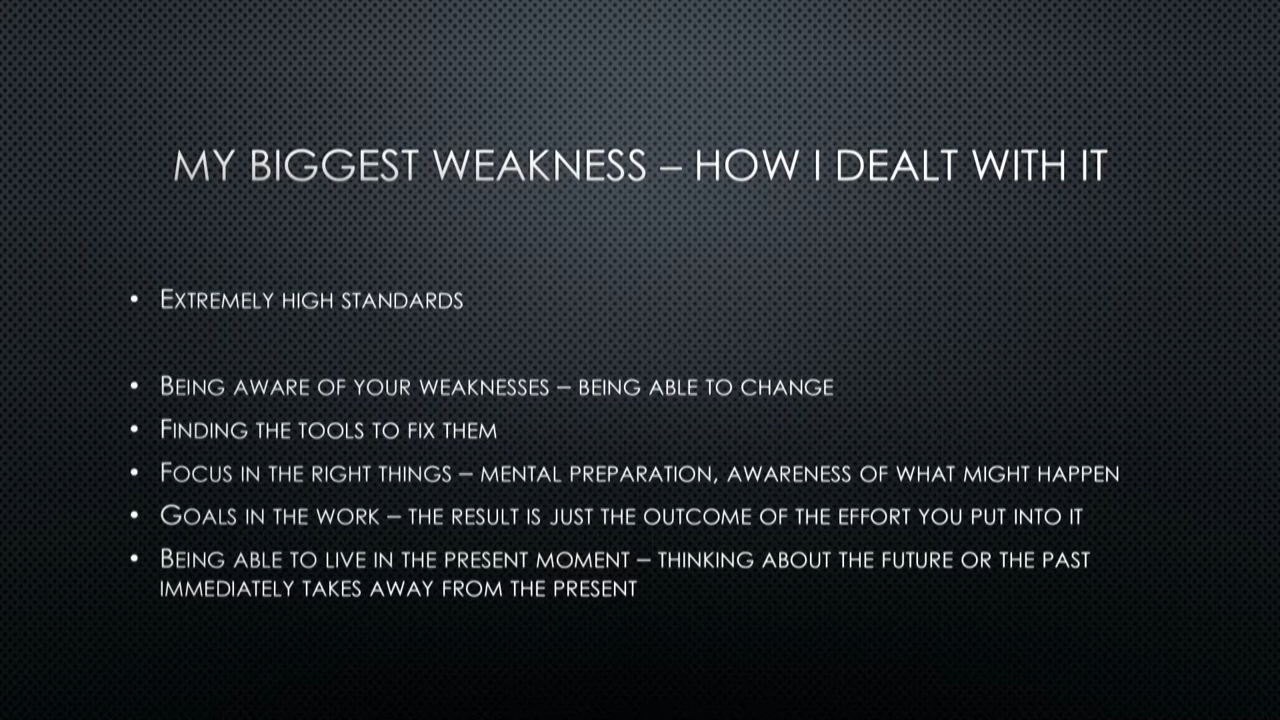 MY BIGGEST WEAKNESS – HOW I DEALT WITH IT
• EXTREMELY HIGH STANDARDS
• BEING AWARE OF YOUR WEAKNESSES – BEING ABLE TO CHANGE
• FINDING THE TOOLS TO FIX THEM
• FOCUS IN THE RIGHT THINGS – MENTAL PREPARATION, AWARENESS OF WHAT MIGHT HAPPEN
• GOALS IN THE WORK – THE RESULT IS JUST THE OUTCOME OF THE EFFORT YOU PUT INTO IT
• BEING ABLE TO LIVE IN THE PRESENT MOMENT – THINKING ABOUT THE FUTURE OR THE PAST
IMMEDIATELY TAKES AWAY FROM THE PRESENT